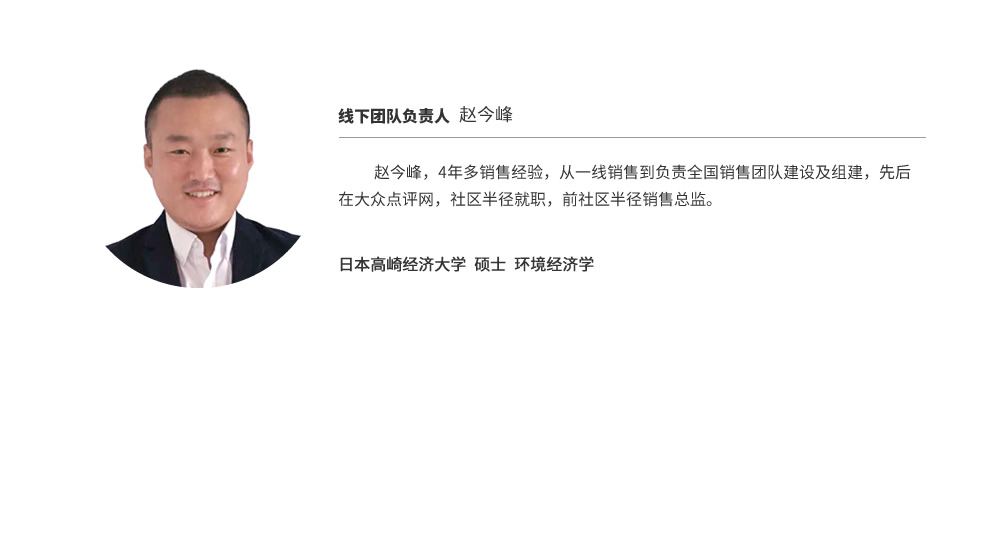 线下团队负责人 赵今峰
赵今峰，4年多销售经验，从一线销售到负责全国销售团队建设及组建，先后
在大众点评网，社区半径就职，前社区半径销售总监。
日本高崎经济大学 硕士 环境经济学